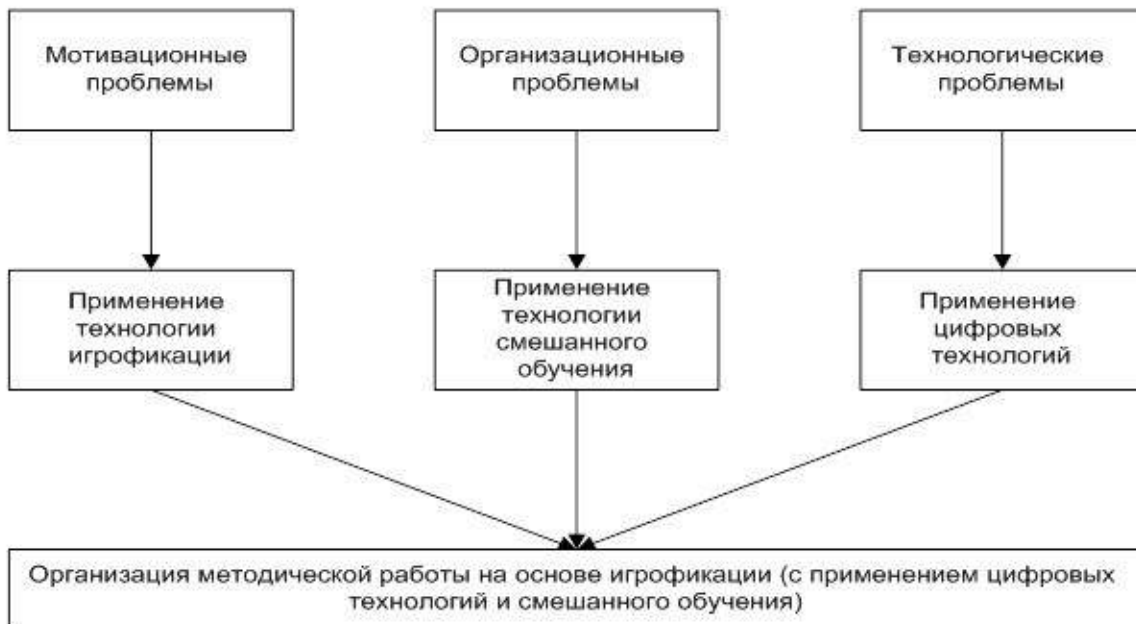 Мотивационные
проблемы
Организационные
проблемы
Технологические
проблемы
Применение
технологии
игрофикации
Применение
технологии
смешанного
обучения
Применение
цифровых
технологий
Организация методической работы на основе игрофикации (с применением цифровых
технологий и смешанного обучения)